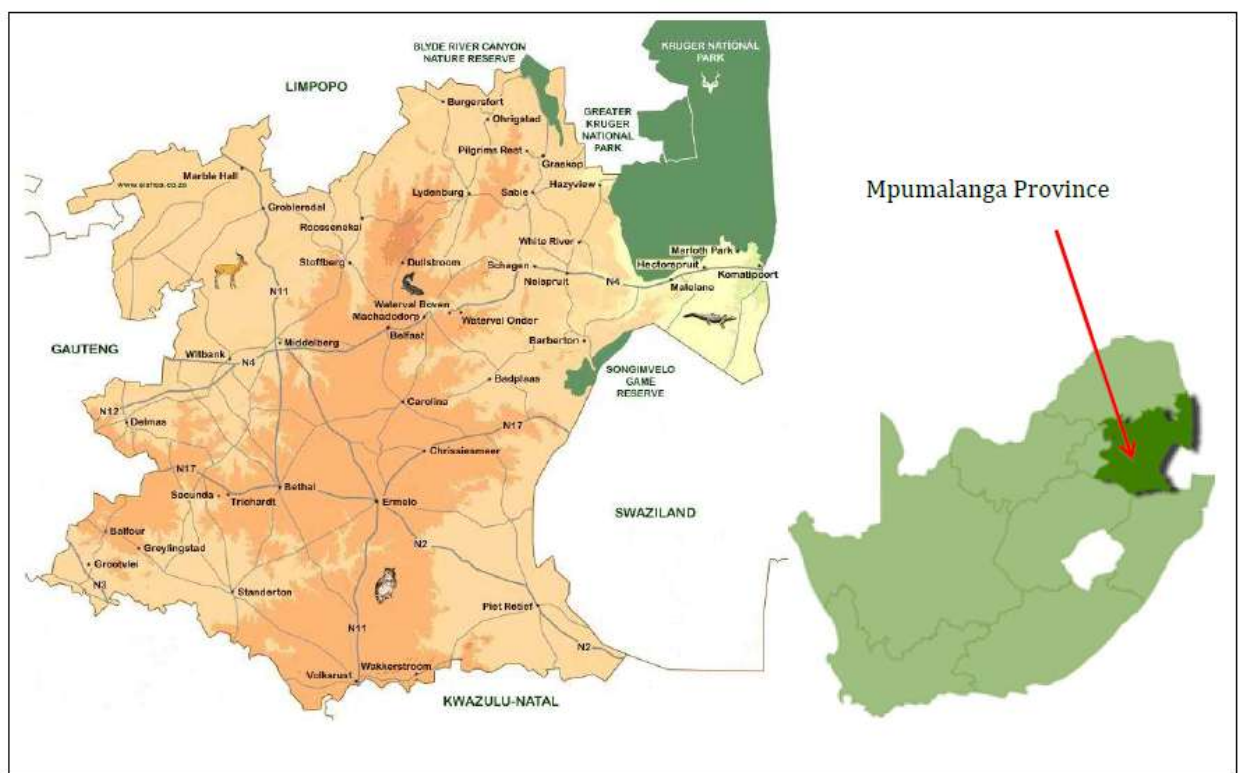 BLYDE RIVER CANYON
NATURE RESERVE
KRUGER NATIONAL
PARK
LIMPOPO
GREATER
KRUGER
NATIONAL
PARK
Burgersfort
Ohrigstad
Pilgrims Rest
Graskop
Marble Hall
www.siahoa.co.za
Lydenburg
Sabie
Hazyview
Mpumalanga Province
Groblersdal
Roossenekal
White River
Merloth Park
Stoffberg
Dullstroom
Schagen
Hectorspruit
Komatipoort
Nelspruit
N4
Malelane
N11
Waterval Boven
Machadodorp
Waterval Onder
Belfast
Barberton
GAUTENG
Middelberg
Witbank
N4
SONGIMVELO
GAME
RESERVE
Badplaas
Carolina
N12
Delmas
N17
Chrissiesmeer
N17
Secunda
Trichardt
Bethal
Ermelo
SWAZILAND
Balfour
Greylingstad
N2
Grootvlei
N3
Standerton
Piet Retief
N11
N2
Volksrust
Wakkerstroom
KWAZULU-NATAL